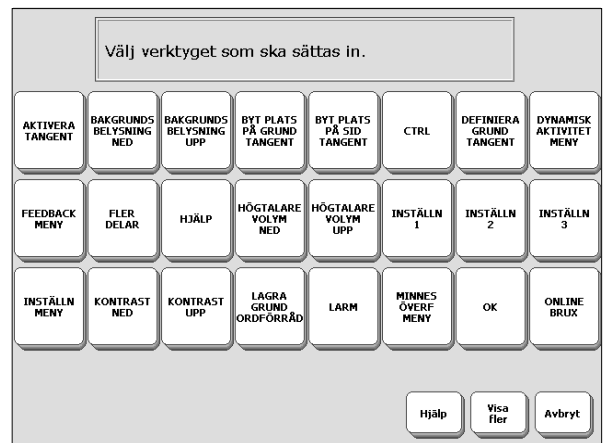 Välj verktyget som ska sättas in.
AKTIVERA
TANGENT
BAKGRUNDS
BELYSNING
NED
BAKGRUNDS
BELYSNING
UPP
BYT PLATS
PÅ GRUND
TANGENT
BYT PLATS
PÅ SID
TANGENT
CTRL
DEFINIERA
GRUND
TANGENT
DYNAMISK
AKTIVITET
MENY
FEEDBACK
MENY
FLER
DELAR
HJÄLP
HÖGTALARE
VOLYM
NED
HÖGTALARE
VOLYM
UPP
INSTÄLLN
1
INSTÄLLN
2
INSTÄLLN
3
INSTÄLLN
MENY
KONTRAST
NED
KONTRAST
UPP
LAGRA
GRUND
ORDFÖRRÅD
LARM
MINNES
ÖVERF
MENY
OK
ONLINE
BRUX
Hjälp
Visa
fler
Avbryt